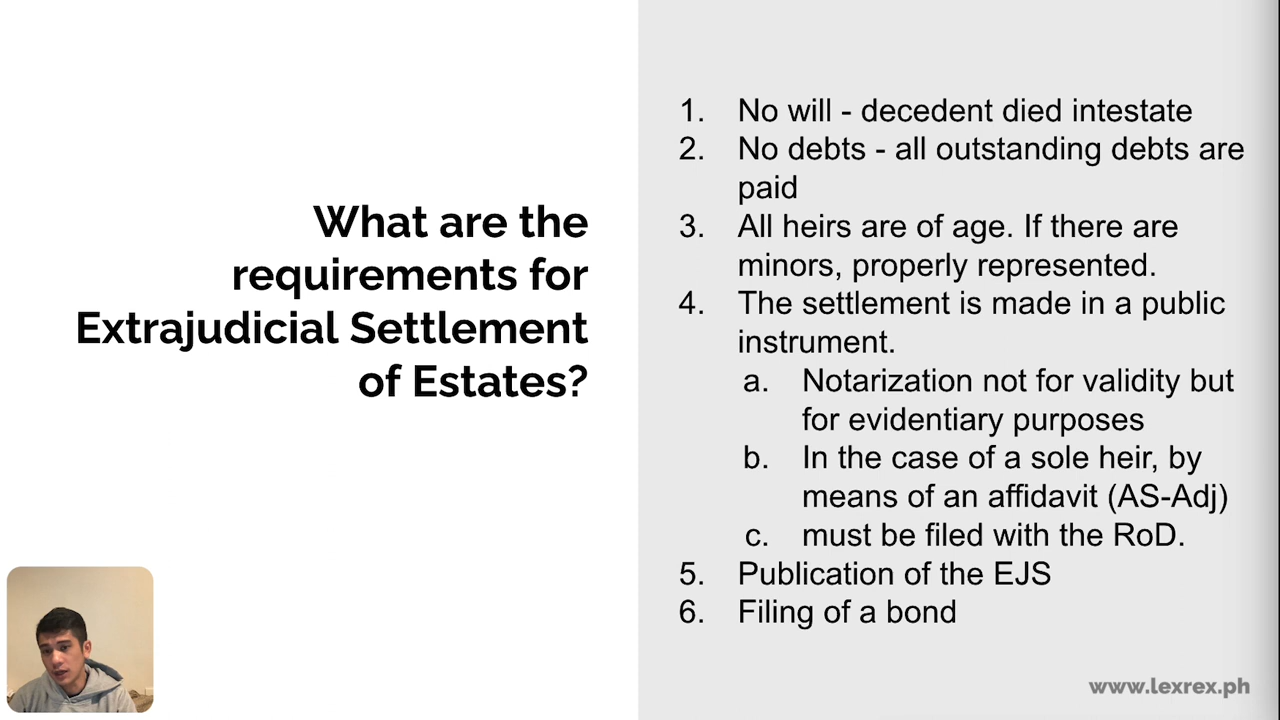 What are the
requirements for
Extrajudicial Settlement
of Estates?
1. No will - decedent died intestate
2. No debts - all outstanding debts are
paid
3. All heirs are of age. If there are
minors, properly represented.
4. The settlement is made in a public
instrument.
a. Notarization not for validity but
for evidentiary purposes
b. In the case of a sole heir, by
means of an affidavit (AS-Adj)
c. must be filed with the RoD.
5. Publication of the EJS
6. Filing of a bond
www.lexrex.ph